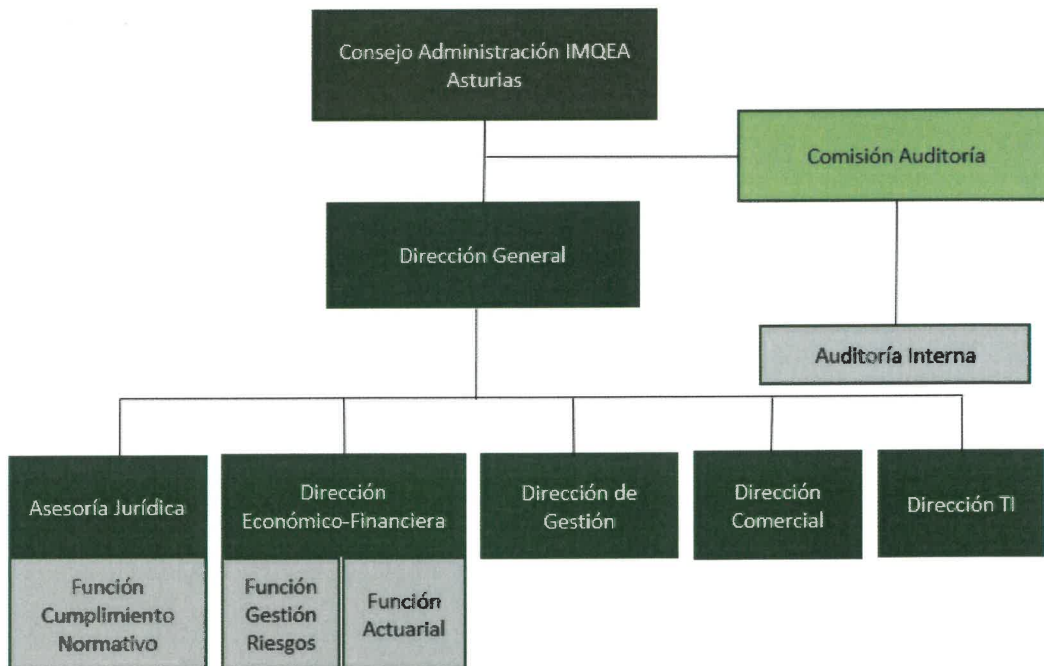 Consejo Administración IMQEA
Asturias
Comisión Auditoría
Dirección General
Auditoría Interna
Asesoría Jurídica
Dirección
Económico-Financiera
Dirección de
Gestión
Dirección
Comercial
Dirección TI
Función
Cumplimiento
Normativo
Función
Gestión
Riesgos
Función
Actuarial